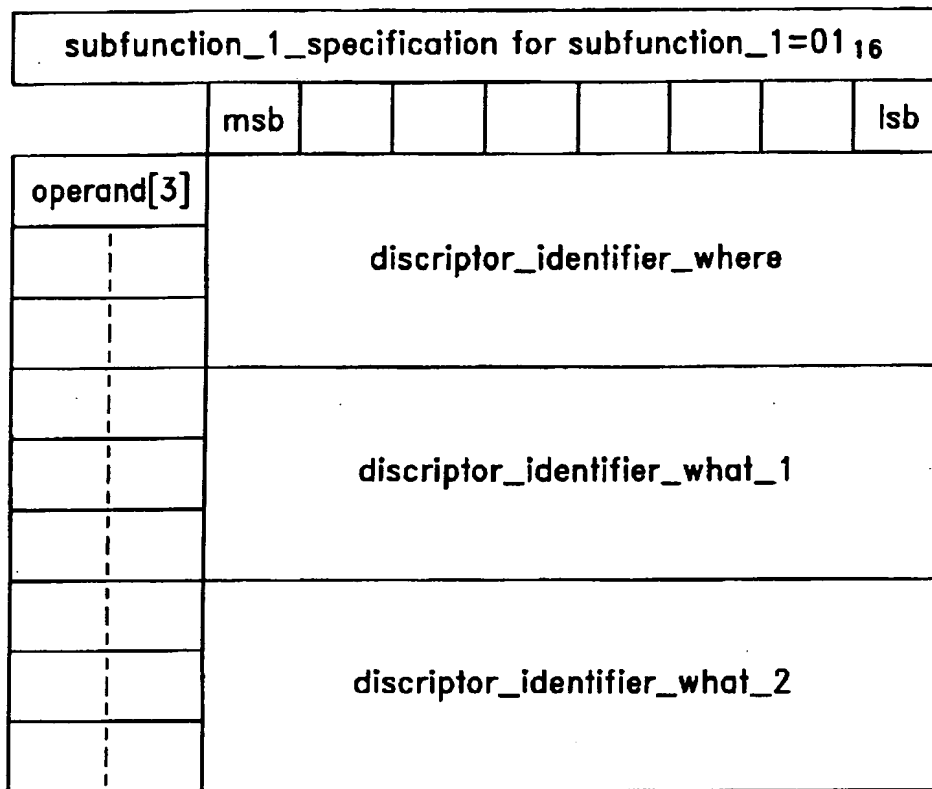 subfunction_1_specification for subfunction_1=01₁₆
msb lsb
operand[3]
discriptor_identifier_where
discriptor_identifier_what_1
discriptor_identifier_what_2